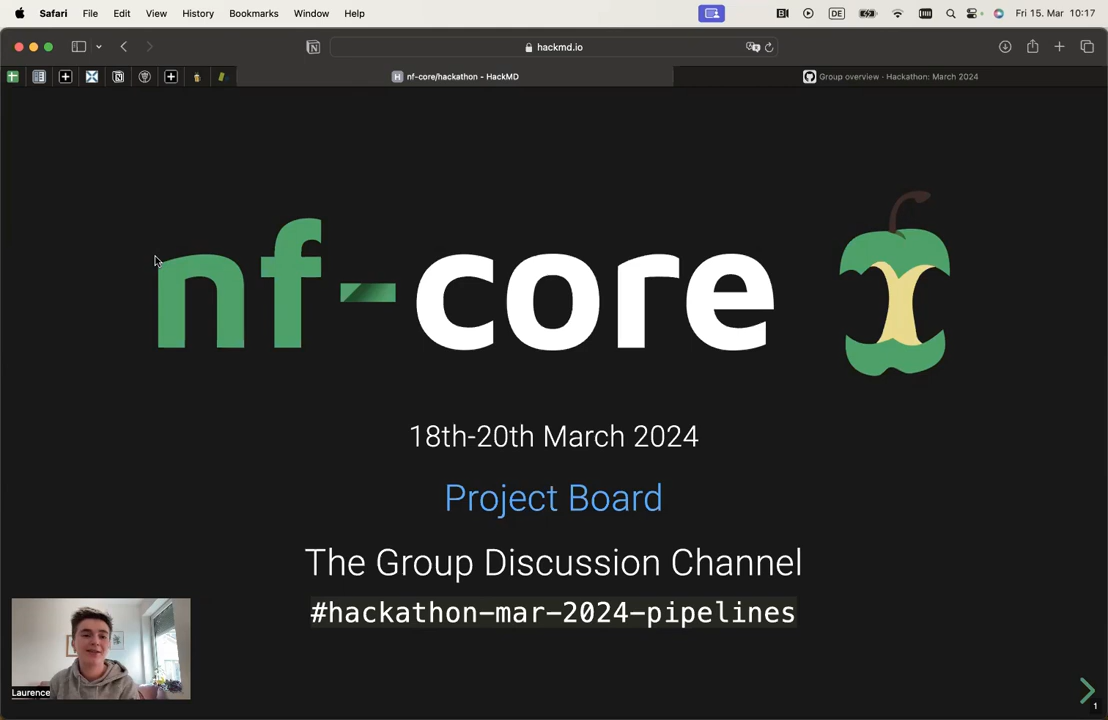 Safari File Edit View History Bookmarks Window Help DE Fri 15. Mar 10:17
hackmd.io
H nf-core/hackathon - HackMD
Group overview · Hackathon: March 2024
nf-core
18th-20th March 2024
Project Board
The Group Discussion Channel
#hackathon-mar-2024-pipelines
Laurence
1